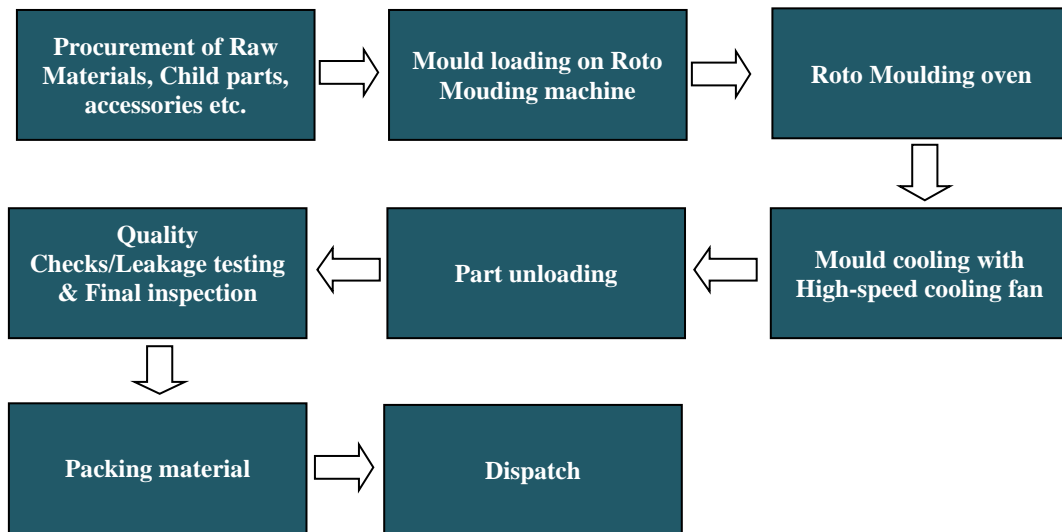 Procurement of Raw
Materials, Child parts,
accessories etc.
Mould loading on Roto
Mouding machine
Roto Moulding oven
Mould cooling with
High-speed cooling fan
Part unloading
Quality
Checks/Leakage testing
& Final inspection
Packing material
Dispatch